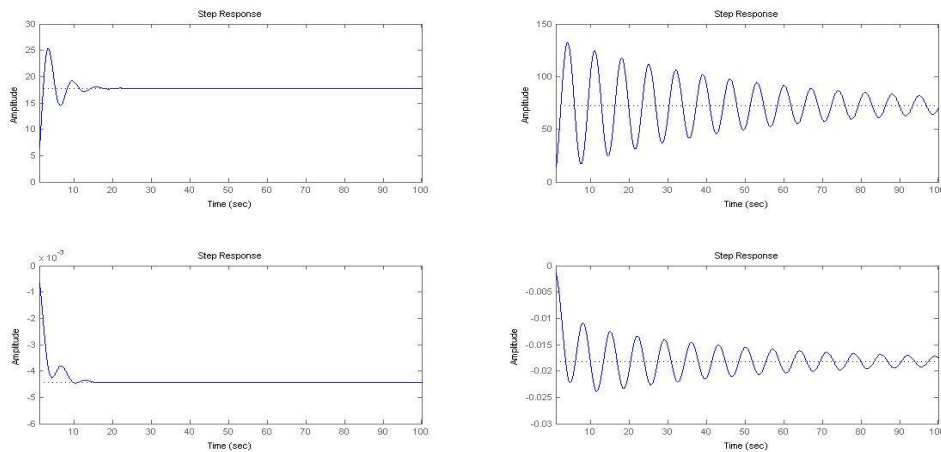 Step Response
30
25
20
15
10
5
0
Amplitude
10 20 30 40 50 60 70 80 90 100
Time (sec)
Step Response
150
100
50
0
Amplitude
10 20 30 40 50 60 70 80 90 100
Time (sec)
Step Response
x 10-3
0
-1
-2
-3
-4
-5
-6
Amplitude
10 20 30 40 50 60 70 80 90 100
Time (sec)
Step Response
0
-0.005
-0.01
-0.015
-0.02
-0.025
-0.03
Amplitude
10 20 30 40 50 60 70 80 90 100
Time (sec)